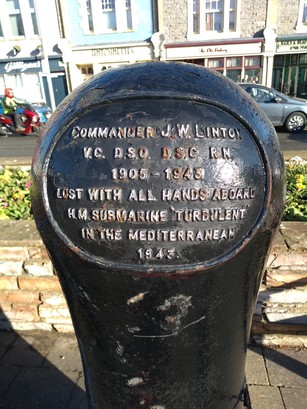 COMMANDER J.W. LINTON
V.C. D.S.O. D.S.C. R.N.
1905 - 1943
LOST WITH ALL HANDS ABOARD
H.M. SUBMARINE TURBULENT
IN THE MEDITERRANEAN
1943.